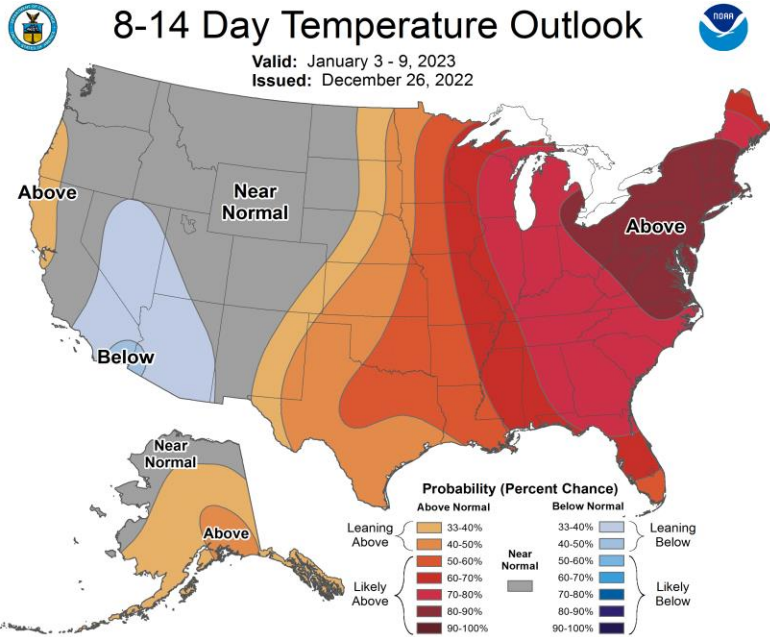 8-14 Day Temperature Outlook
NOAA
Valid: January 3 - 9, 2023
Issued: December 26, 2022
Above
Near
Normal
Above
Below
Near
Normal
Above
Probability (Percent Chance)
Above Normal
Below Normal
Leaning
Above
33-40%
40-50%
Likely
Above
50-60%
60-70%
70-80%
80-90%
90-100%
Near
Normal
33-40%
40-50%
Leaning
Below
50-60%
60-70%
70-80%
80-90%
90-100%
Likely
Below